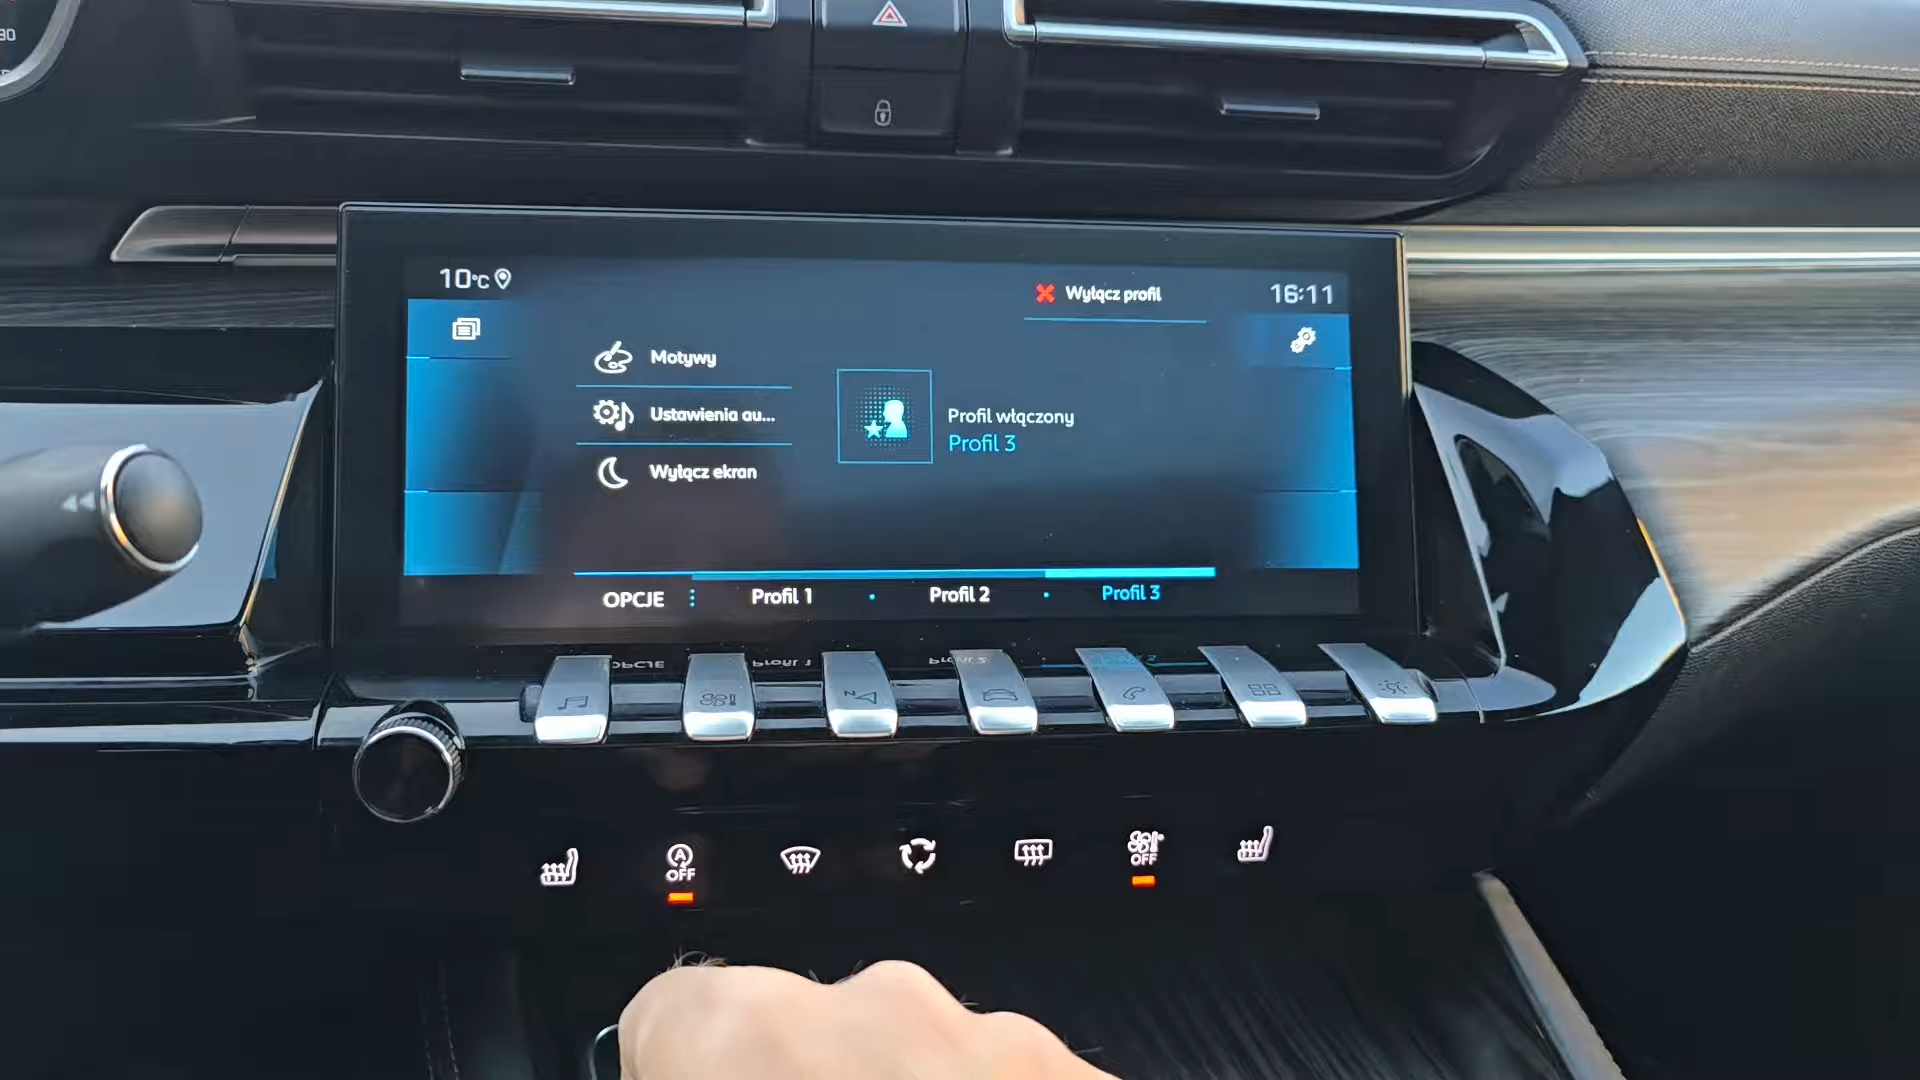 10°C
Wyłącz profil
16:11
Motywy
Ustawienia au...
Profil włączony
Profil 3
Wyłącz ekran
OPCJE
Profil 1
Profil 2
Profil 3
A
OFF
OFF